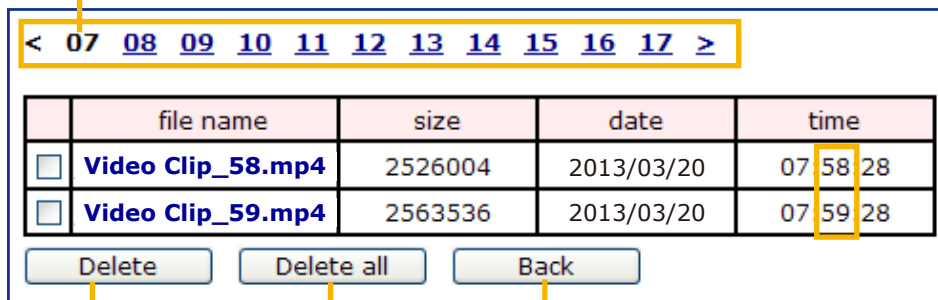 < 07 08 09 10 11 12 13 14 15 16 17 >
file name size date time
Video Clip_58.mp4 2526004 2013/03/20 07:58:28
Video Clip_59.mp4 2563536 2013/03/20 07:59:28
Delete Delete all Back